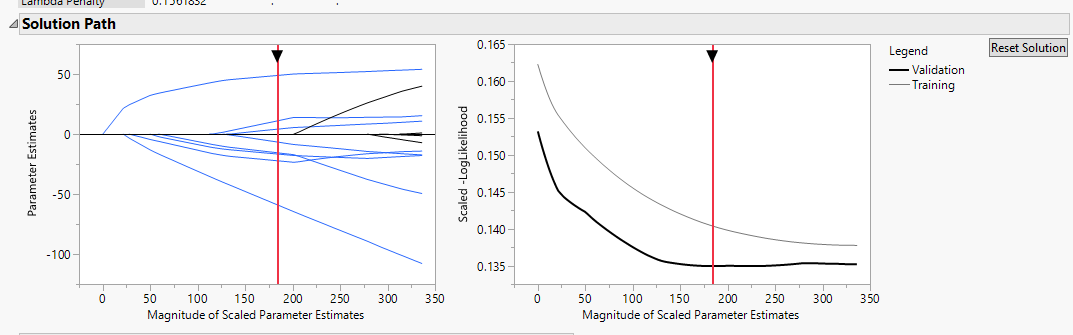 Lambda Penalty 0.1561832 . .
Solution Path
50
0
-50
-100
Parameter Estimates
0 50 100 150 200 250 300 350
Magnitude of Scaled Parameter Estimates
0.165
0.160
0.155
0.150
0.145
0.140
0.135
Scaled -LogLikelihood
0 50 100 150 200 250 300 350
Magnitude of Scaled Parameter Estimates
Legend
Validation
Training
Reset Solution